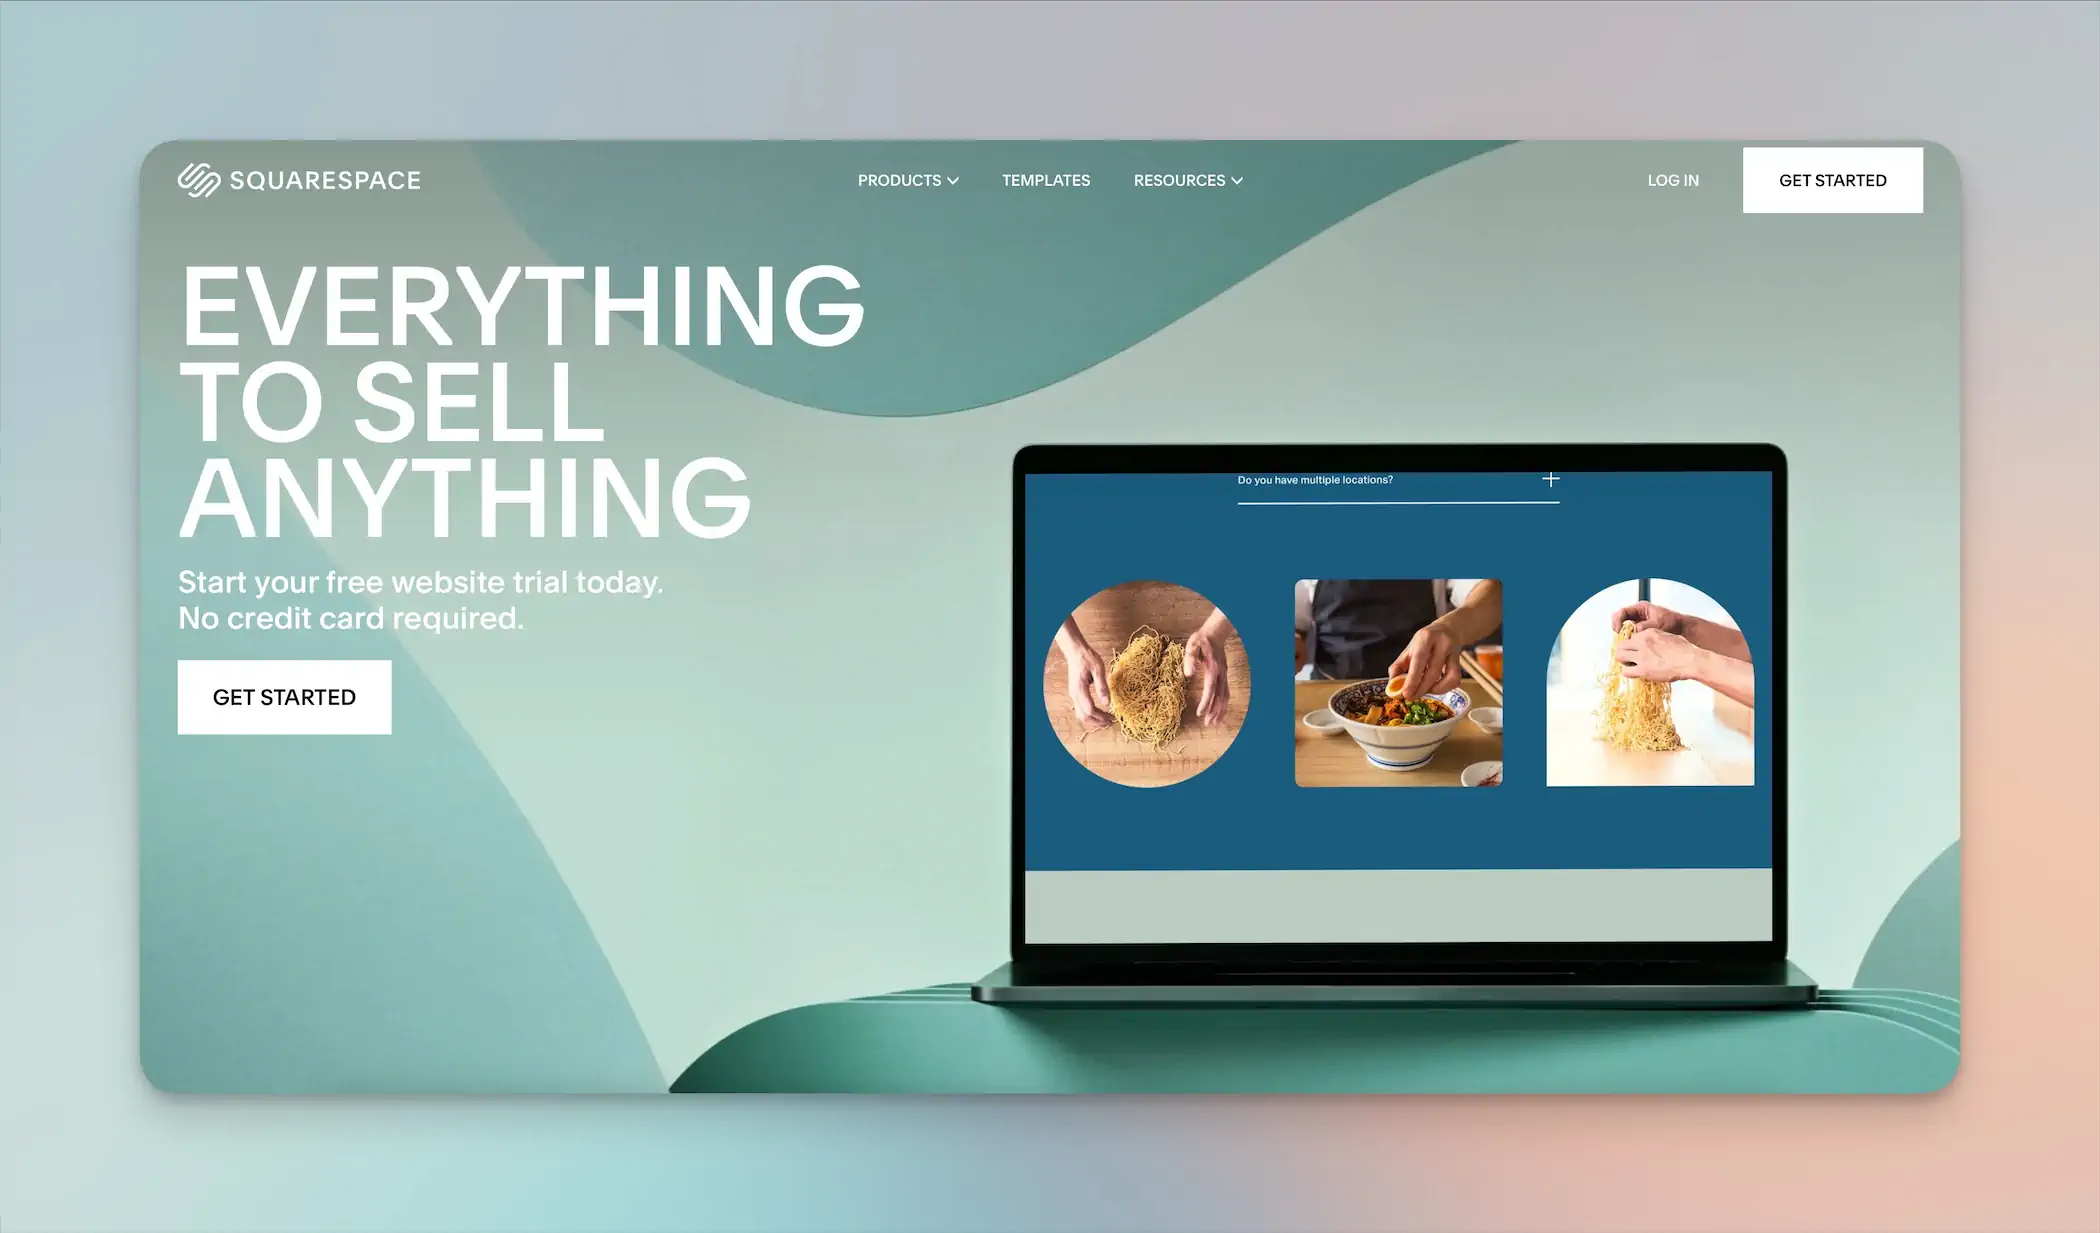 SQUARESPACE
PRODUCTS
TEMPLATES
RESOURCES
LOG IN
GET STARTED
EVERYTHING
TO SELL
ANYTHING
Start your free website trial today.
No credit card required.
GET STARTED
Do you have multiple locations?